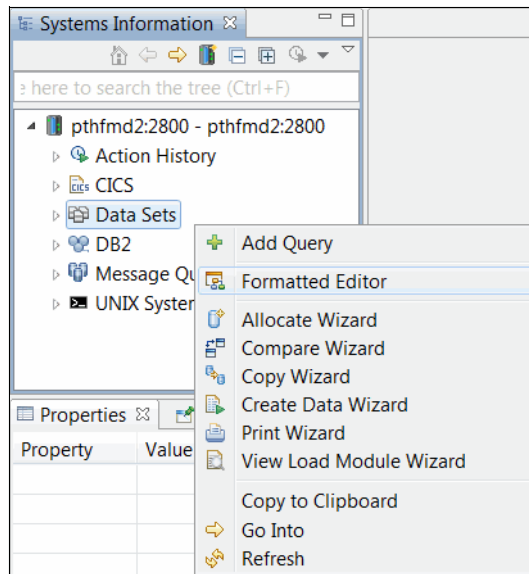 Systems Information
e here to search the tree (Ctrl+F)
pthfmd2:2800 - pthfmd2:2800
Action History
CICS
Data Sets
DB2
Message Qu
UNIX System
Add Query
Formatted Editor
Allocate Wizard
Compare Wizard
Copy Wizard
Create Data Wizard
Print Wizard
View Load Module Wizard
Copy to Clipboard
Go Into
Refresh
Properties
Property Value